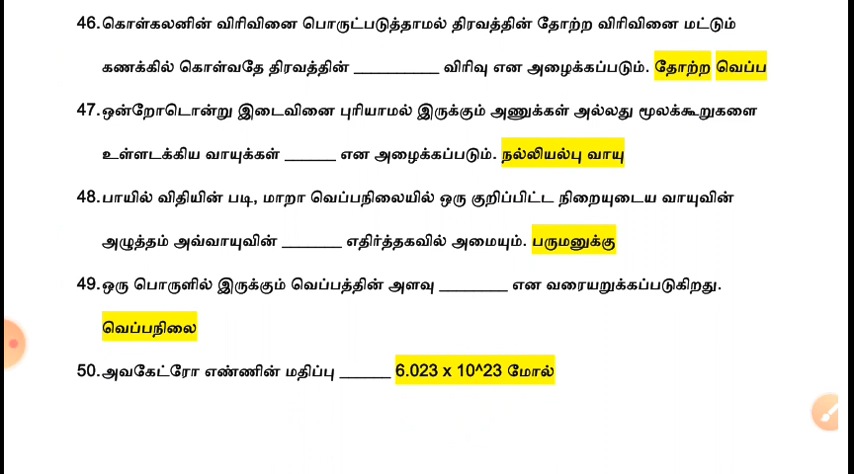 46.கொள்கலனின் விரிவினை பொருட்படுத்தாமல் திரவத்தின் தோற்ற விரிவினை மட்டும்
கணக்கில் கொள்வதே திரவத்தின் __________ விரிவு என அழைக்கப்படும். தோற்ற வெப்ப
47.ஒன்றோடொன்று இடைவினை புரியாமல் இருக்கும் அணுக்கள் அல்லது மூலக்கூறுகளை
உள்ளடக்கிய வாயுக்கள் ______ என அழைக்கப்படும். நல்லியல்பு வாயு
48.பாயில் விதியின் படி, மாறா வெப்பநிலையில் ஒரு குறிப்பிட்ட நிறையுடைய வாயுவின்
அழுத்தம் அவ்வாயுவின் _______ எதிர்த்தகவில் அமையும். பருமனுக்கு
49.ஒரு பொருளில் இருக்கும் வெப்பத்தின் அளவு ________ என வரையறுக்கப்படுகிறது.
வெப்பநிலை
50.அவகேட்ரோ எண்ணின் மதிப்பு ______ 6.023 x 10^23 மோல்